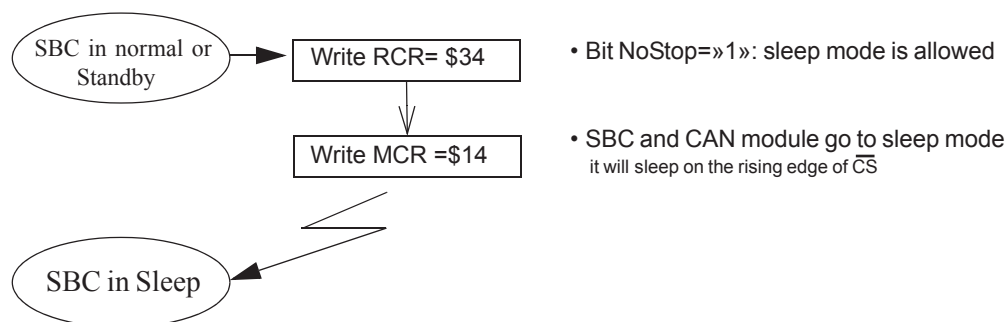 SBC in normal or
Standby
Write RCR= $34
• Bit NoStop=»1»: sleep mode is allowed
Write MCR =$14
• SBC and CAN module go to sleep mode
it will sleep on the rising edge of C̅S̅
SBC in Sleep